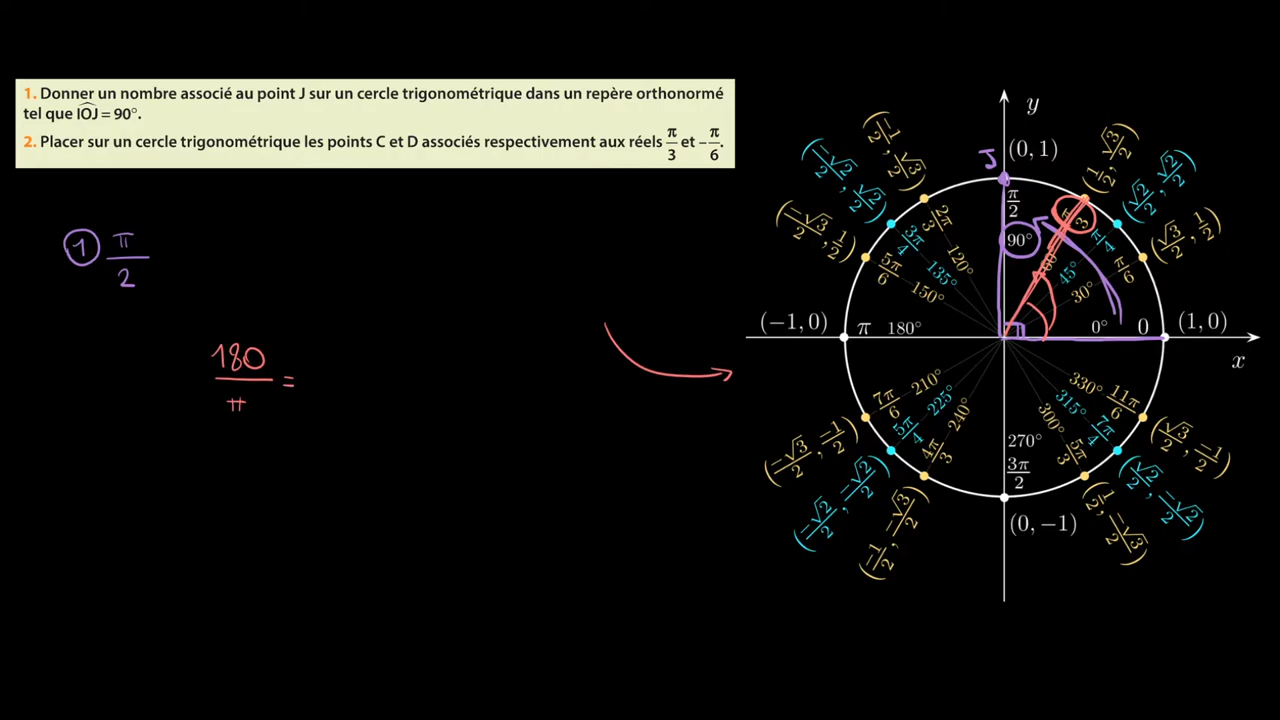 1. Donner un nombre associé au point J sur un cercle trigonométrique dans un repère orthonormé
tel que IOJ = 90°.
2. Placer sur un cercle trigonométrique les points C et D associés respectivement aux réels π/3 et -π/6.
1 π/2
180/π =
y
J
(0, 1)
(-1/2, √3/2)
(1/2, √3/2)
(-√2/2, √2/2)
(√2/2, √2/2)
(-√3/2, 1/2)
(√3/2, 1/2)
π/2
90°
2π/3
120°
π/3
3π/4
135°
π/4
45°
5π/6
150°
π/6
30°
(-1, 0)
π
180°
0°
0
(1, 0)
x
7π/6
210°
330°
11π/6
5π/4
225°
315°
7π/4
4π/3
240°
300°
5π/3
270°
3π/2
(-√3/2, -1/2)
(√3/2, -1/2)
(-√2/2, -√2/2)
(√2/2, -√2/2)
(-1/2, -√3/2)
(1/2, -√3/2)
(0, -1)